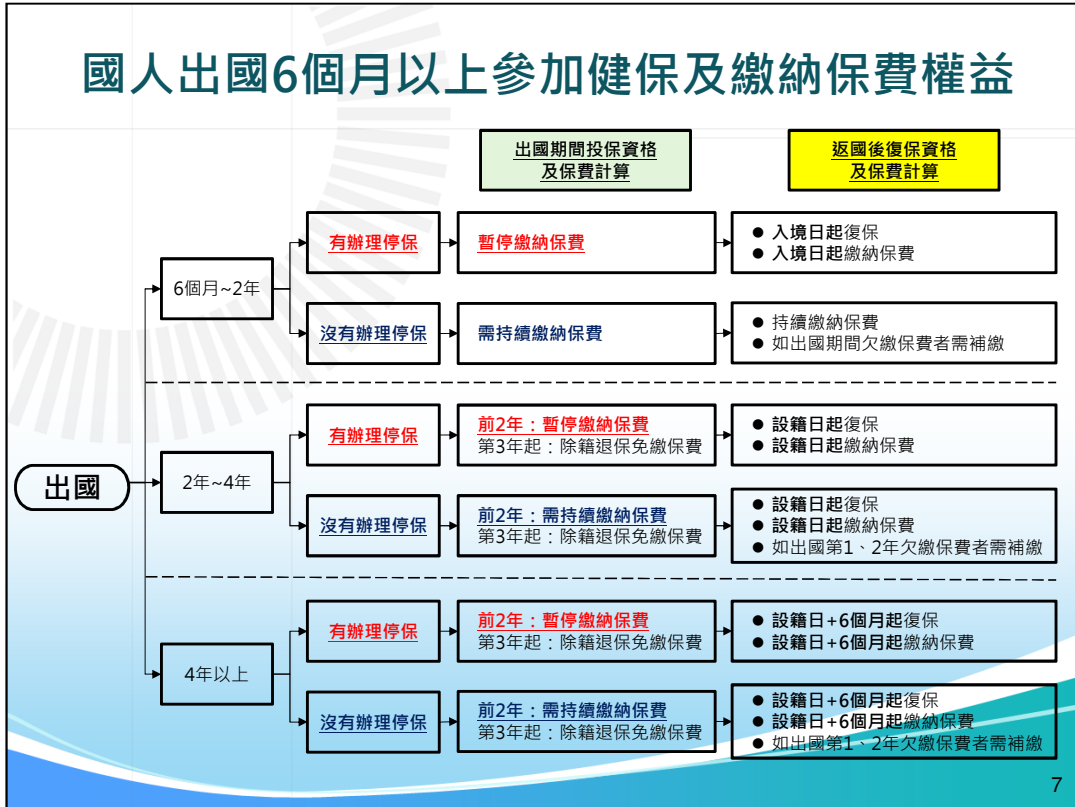 國人出國6個月以上參加健保及繳納保費權益
出國期間投保資格
及保費計算
返國後復保資格
及保費計算
出國
6個月~2年
有辦理停保
暫停繳納保費
● 入境日起復保
● 入境日起繳納保費
沒有辦理停保
需持續繳納保費
● 持續繳納保費
● 如出國期間欠繳保費者需補繳
2年~4年
有辦理停保
前2年：暫停繳納保費
第3年起：除籍退保免繳保費
● 設籍日起復保
● 設籍日起繳納保費
沒有辦理停保
前2年：需持續繳納保費
第3年起：除籍退保免繳保費
● 設籍日起復保
● 設籍日起繳納保費
● 如出國第1、2年欠繳保費者需補繳
4年以上
有辦理停保
前2年：暫停繳納保費
第3年起：除籍退保免繳保費
● 設籍日+6個月起復保
● 設籍日+6個月起繳納保費
沒有辦理停保
前2年：需持續繳納保費
第3年起：除籍退保免繳保費
● 設籍日+6個月起復保
● 設籍日+6個月起繳納保費
● 如出國第1、2年欠繳保費者需補繳
7